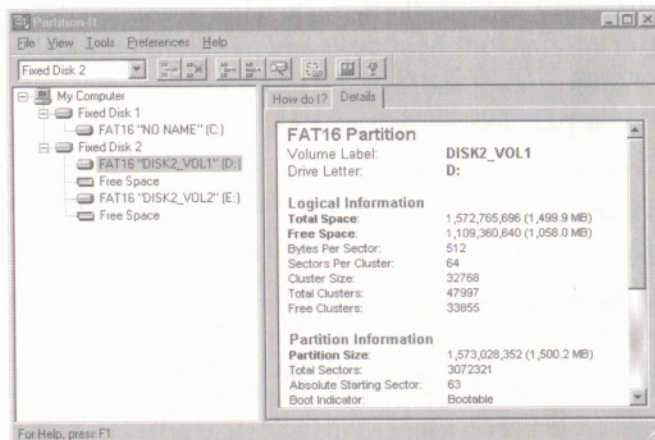 Partition-It
File View Tools Preferences Help
Fixed Disk 2
My Computer
Fixed Disk 1
FAT16 "NO NAME" (C:)
Fixed Disk 2
FAT16 "DISK2_VOL1" (D:)
Free Space
FAT16 "DISK2_VOL2" (E:)
Free Space
How do I? Details
FAT16 Partition
Volume Label: DISK2_VOL1
Drive Letter: D:
Logical Information
Total Space: 1,572,765,696 (1,499.9 MB)
Free Space: 1,109,360,640 (1,058.0 MB)
Bytes Per Sector: 512
Sectors Per Cluster: 64
Cluster Size: 32768
Total Clusters: 47997
Free Clusters: 33855
Partition Information
Partition Size: 1,573,028,352 (1,500.2 MB)
Total Sectors: 3072321
Absolute Starting Sector: 63
Boot Indicator: Bootable
For Help, press F1